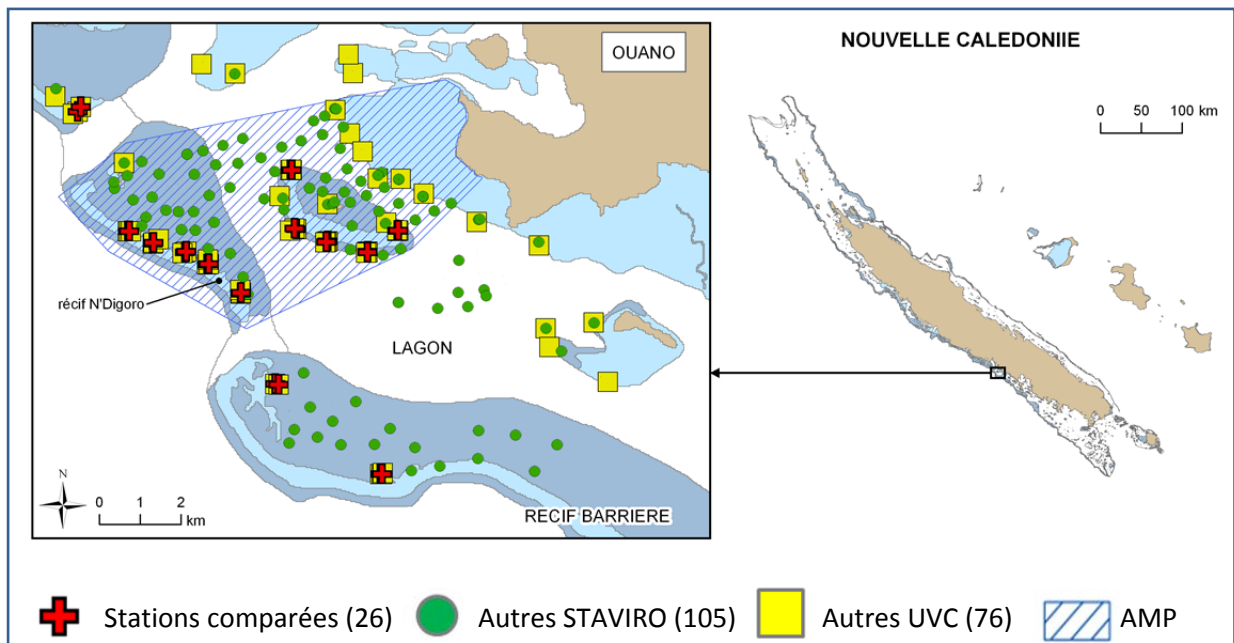 OUANO
récif N'Digoro
LAGON
N
0 1 2
km
RECIF BARRIERE
NOUVELLE CALEDONIIE
0 50 100 km
Stations comparées (26) Autres STAVIRO (105) Autres UVC (76) AMP